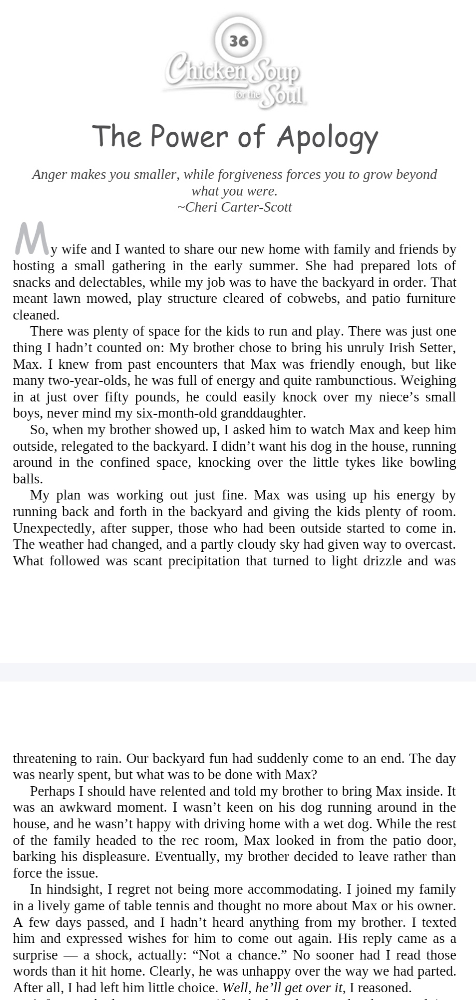 36
Chicken Soup
for the Soul
The Power of Apology
Anger makes you smaller, while forgiveness forces you to grow beyond
what you were.
~Cheri Carter-Scott
My wife and I wanted to share our new home with family and friends by
hosting a small gathering in the early summer. She had prepared lots of
snacks and delectables, while my job was to have the backyard in order. That
meant lawn mowed, play structure cleared of cobwebs, and patio furniture
cleaned.
There was plenty of space for the kids to run and play. There was just one
thing I hadn’t counted on: My brother chose to bring his unruly Irish Setter,
Max. I knew from past encounters that Max was friendly enough, but like
many two-year-olds, he was full of energy and quite rambunctious. Weighing
in at just over fifty pounds, he could easily knock over my niece’s small
boys, never mind my six-month-old granddaughter.
So, when my brother showed up, I asked him to watch Max and keep him
outside, relegated to the backyard. I didn’t want his dog in the house, running
around in the confined space, knocking over the little tykes like bowling
balls.
My plan was working out just fine. Max was using up his energy by
running back and forth in the backyard and giving the kids plenty of room.
Unexpectedly, after supper, those who had been outside started to come in.
The weather had changed, and a partly cloudy sky had given way to overcast.
What followed was scant precipitation that turned to light drizzle and was
threatening to rain. Our backyard fun had suddenly come to an end. The day
was nearly spent, but what was to be done with Max?
Perhaps I should have relented and told my brother to bring Max inside. It
was an awkward moment. I wasn’t keen on his dog running around in the
house, and he wasn’t happy with driving home with a wet dog. While the rest
of the family headed to the rec room, Max looked in from the patio door,
barking his displeasure. Eventually, my brother decided to leave rather than
force the issue.
In hindsight, I regret not being more accommodating. I joined my family
in a lively game of table tennis and thought no more about Max or his owner.
A few days passed, and I hadn’t heard anything from my brother. I texted
him and expressed wishes for him to come out again. His reply came as a
surprise — a shock, actually: “Not a chance.” No sooner had I read those
words than it hit home. Clearly, he was unhappy over the way we had parted.
After all, I had left him little choice. Well, he’ll get over it, I reasoned.